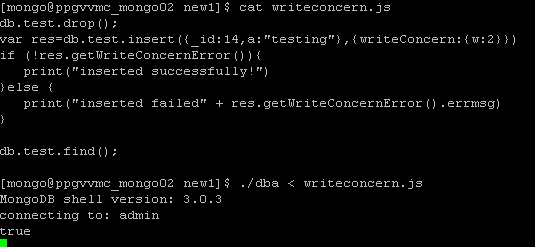 [mongo@ppgvvmc_mongo02 new1]$ cat writeconcern.js
db.test.drop();
var res=db.test.insert({_id:14,a:"testing"},{writeConcern:{w:2}})
if (!res.getWriteConcernError()){
   print("inserted successfully!")
}else {
   print("inserted failed" + res.getWriteConcernError().errmsg)
}

db.test.find();

[mongo@ppgvvmc_mongo02 new1]$ ./dba < writeconcern.js
MongoDB shell version: 3.0.3
connecting to: admin
true